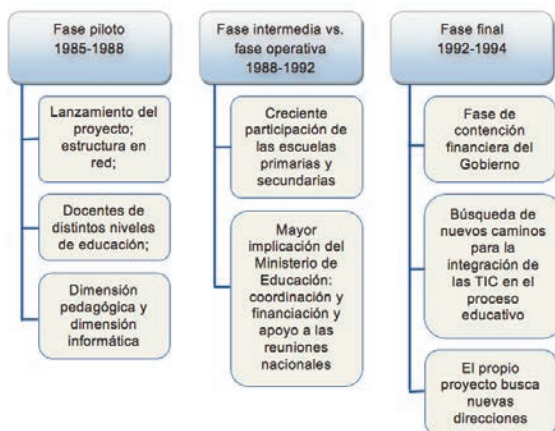 Fase piloto
1985-1988
Lanzamiento del
proyecto;
estructura en
red;
Docentes de
distintos niveles
de educación;
Dimensión
pedagógica y
dimensión
informática
Fase intermedia vs.
fase operativa
1988-1992
Creciente
participación de
las escuelas
primarias y
secundarias
Mayor
implicación del
Ministerio de
Educación:
coordinación y
financiación y
apoyo a las
reuniones
nacionales
Fase final
1992-1994
Fase de
contención
financiera del
Gobierno
Búsqueda de
nuevos caminos
para la
integración de
las TIC en el
proceso
educativo
El propio
proyecto busca
nuevas
direcciones